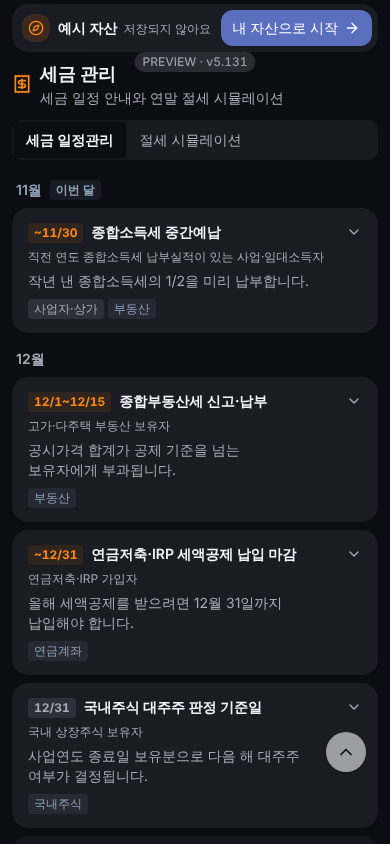 예시 자산 저장되지 않아요 내 자산으로 시작
PREVIEW · v5.131
세금 관리
세금 일정 안내와 연말 절세 시뮬레이션
세금 일정관리 절세 시뮬레이션
11월 이번 달
~11/30 종합소득세 중간예납
직전 연도 종합소득세 납부실적이 있는 사업·임대소득자
작년 낸 종합소득세의 1/2을 미리 납부합니다.
사업자·상가 부동산
12월
12/1~12/15 종합부동산세 신고·납부
고가·다주택 부동산 보유자
공시가격 합계가 공제 기준을 넘는
보유자에게 부과됩니다.
부동산
~12/31 연금저축·IRP 세액공제 납입 마감
연금저축·IRP 가입자
올해 세액공제를 받으려면 12월 31일까지
납입해야 합니다.
연금계좌
12/31 국내주식 대주주 판정 기준일
국내 상장주식 보유자
사업연도 종료일 보유분으로 다음 해 대주주
여부가 결정됩니다.
국내주식